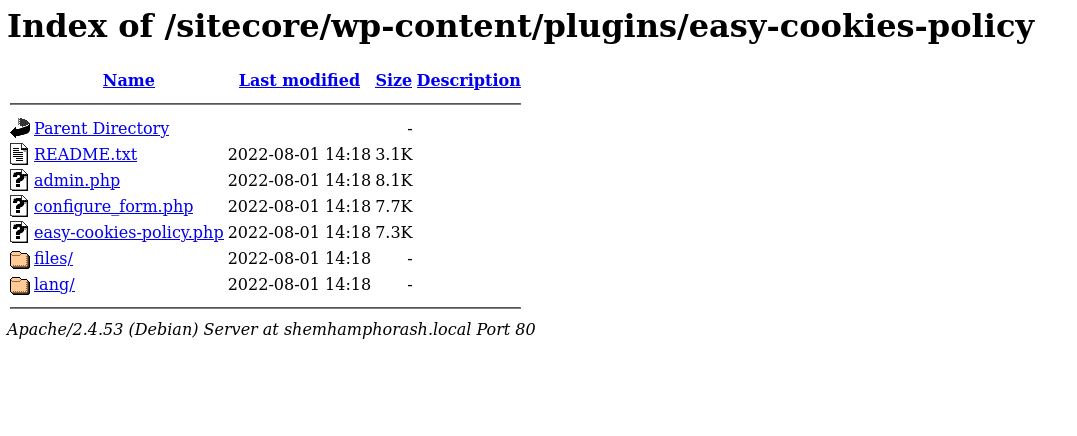 Index of /sitecore/wp-content/plugins/easy-cookies-policy
Name Last modified Size Description
Parent Directory -
README.txt 2022-08-01 14:18 3.1K
admin.php 2022-08-01 14:18 8.1K
configure_form.php 2022-08-01 14:18 7.7K
easy-cookies-policy.php 2022-08-01 14:18 7.3K
files/ 2022-08-01 14:18 -
lang/ 2022-08-01 14:18 -
Apache/2.4.53 (Debian) Server at shemhamphorash.local Port 80